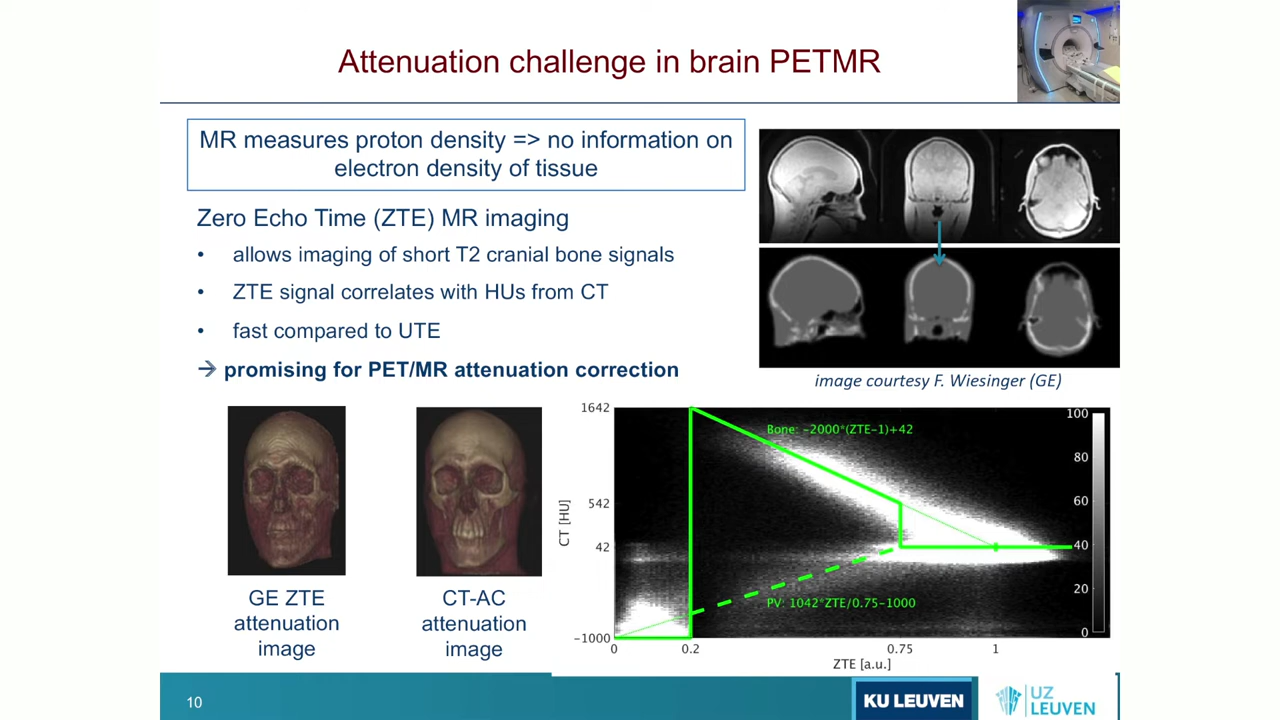 Attenuation challenge in brain PETMR
MR measures proton density => no information on
electron density of tissue
Zero Echo Time (ZTE) MR imaging
• allows imaging of short T2 cranial bone signals
• ZTE signal correlates with HUs from CT
• fast compared to UTE
→ promising for PET/MR attenuation correction
image courtesy F. Wiesinger (GE)
GE ZTE
attenuation
image
CT-AC
attenuation
image
1642
542
42
-1000
CT [HU]
Bone: ~2000*(ZTE-1)+42
PV: 1042*ZTE/0.75-1000
100
80
60
40
20
0
0 0.2 0.75 1
ZTE [a.u.]
10
KU LEUVEN
UZ
LEUVEN